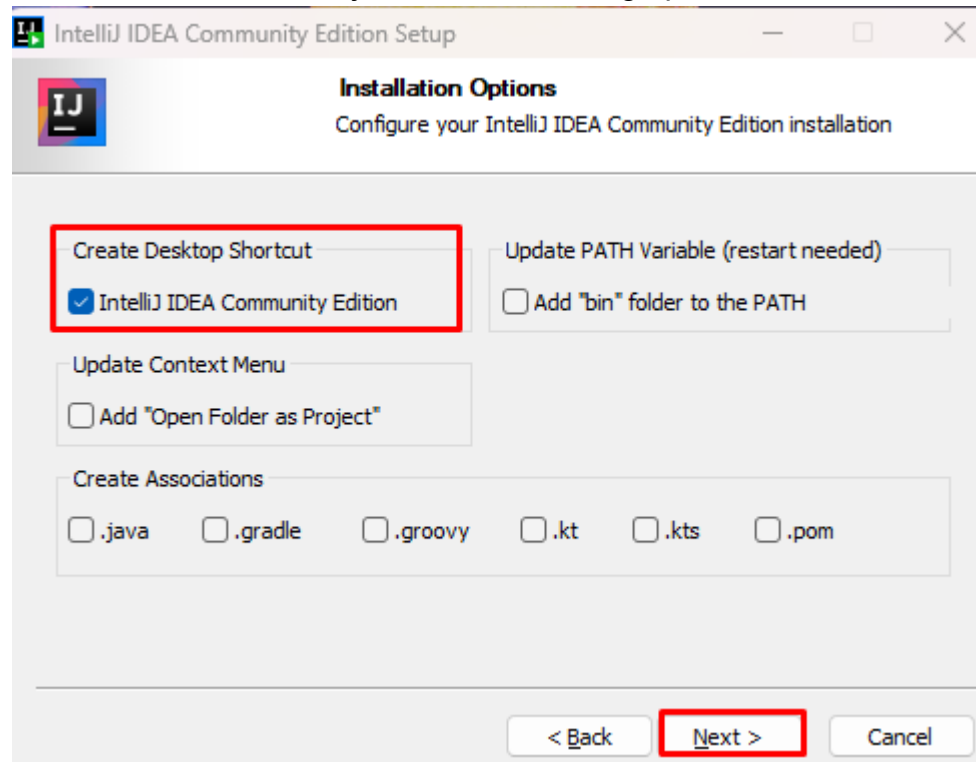 IntelliJ IDEA Community Edition Setup
IJ
Installation Options
Configure your IntelliJ IDEA Community Edition installation
Create Desktop Shortcut
IntelliJ IDEA Community Edition
Update PATH Variable (restart needed)
Add "bin" folder to the PATH
Update Context Menu
Add "Open Folder as Project"
Create Associations
.java .gradle .groovy .kt .kts .pom
< Back Next > Cancel